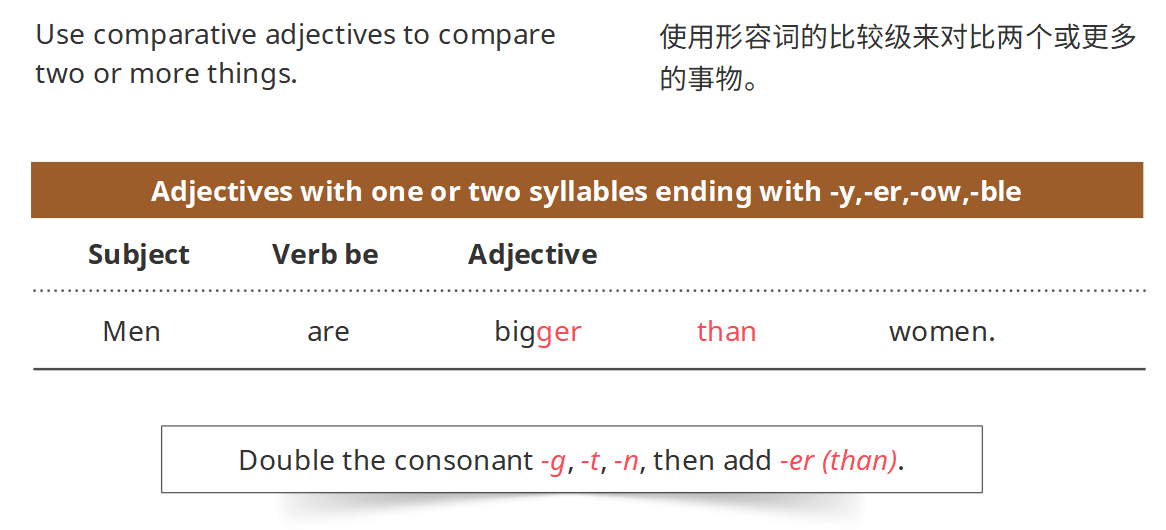 Use comparative adjectives to compare
two or more things.
使用形容词的比较级来对比两个或更多
的事物。
Adjectives with one or two syllables ending with -y,-er,-ow,-ble
Subject Verb be Adjective
Men are bigger than women.
Double the consonant -g, -t, -n, then add -er (than).